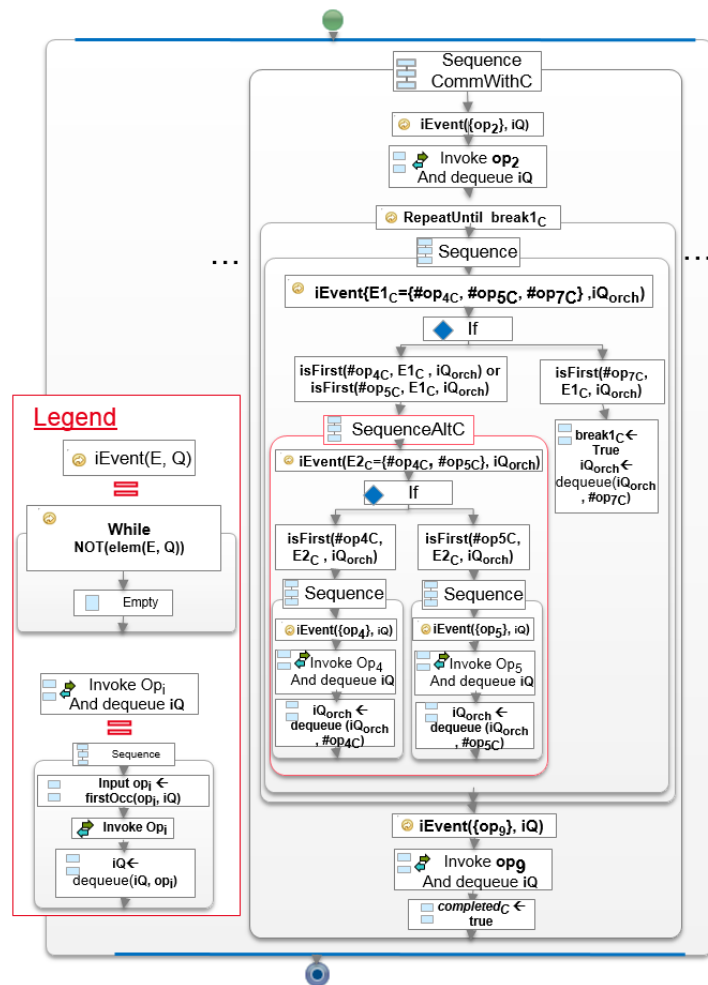 Sequence
CommWithC
iEvent({op2}, iQ)
Invoke op2
And dequeue iQ
RepeatUntil break1C
Sequence
...
...
iEvent{E1C={#op4C, #op5C, #op7C} ,iQorch)
If
isFirst(#op4C, E1C , iQorch) or
isFirst(#op5C, E1C, iQorch)
isFirst(#op7C,
E1C, iQorch)
SequenceAltC
break1C←
True
iQorch←
dequeue(iQorch
, #op7C)
iEvent(E2C={#op4C, #op5C}, iQorch)
If
isFirst(#op4C,
E2C , iQorch)
isFirst(#op5C,
E2C, iQorch)
Sequence
Sequence
iEvent({op4}, iQ)
iEvent({op5}, iQ)
Invoke Op4
And dequeue iQ
Invoke Op5
And dequeue iQ
iQorch ←
dequeue (iQorch
, #op4C)
iQorch ←
dequeue (iQorch
, #op5C)
iEvent({op9}, iQ)
Invoke op9
And dequeue iQ
completedC ←
true
Legend
iEvent(E, Q)
While
NOT(elem(E, Q))
Empty
Invoke Opi
And dequeue iQ
Sequence
Input opi ←
firstOcc(opi, iQ)
Invoke Opi
iQ←
dequeue(iQ, opi)